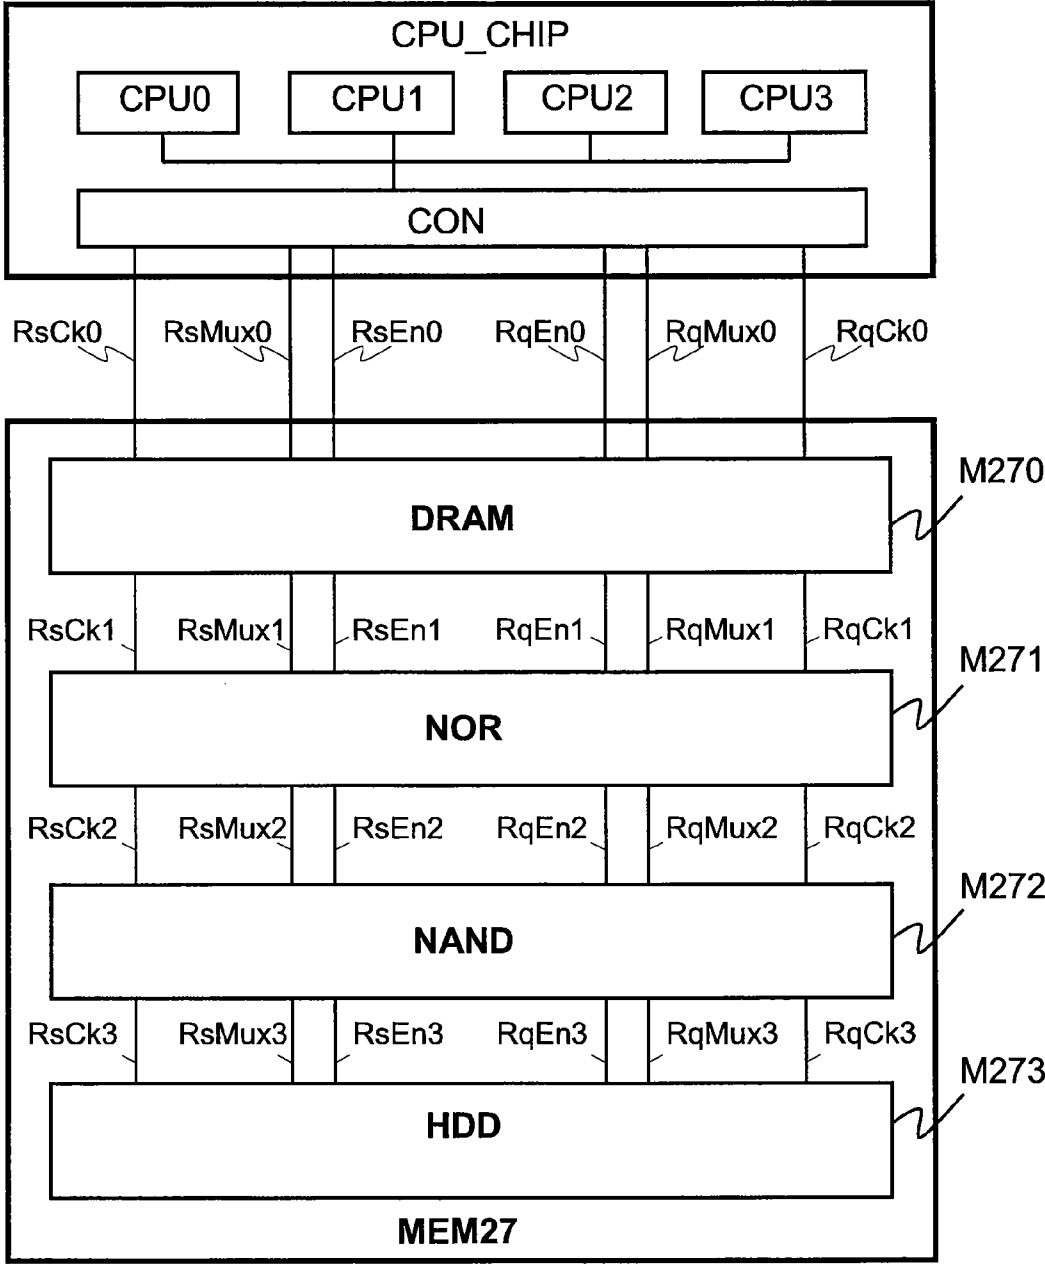 CPU_CHIP
CPU0 CPU1 CPU2 CPU3
CON
RsCk0 RsMux0 RsEn0 RqEn0 RqMux0 RqCk0
M270
DRAM
RsCk1 RsMux1 RsEn1 RqEn1 RqMux1 RqCk1
M271
NOR
RsCk2 RsMux2 RsEn2 RqEn2 RqMux2 RqCk2
M272
NAND
RsCk3 RsMux3 RsEn3 RqEn3 RqMux3 RqCk3
M273
HDD
MEM27